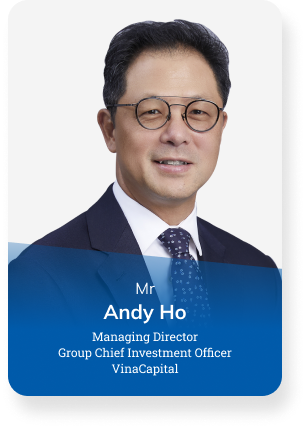 Mr
Andy Ho
Managing Director
Group Chief Investment Officer
VinaCapital